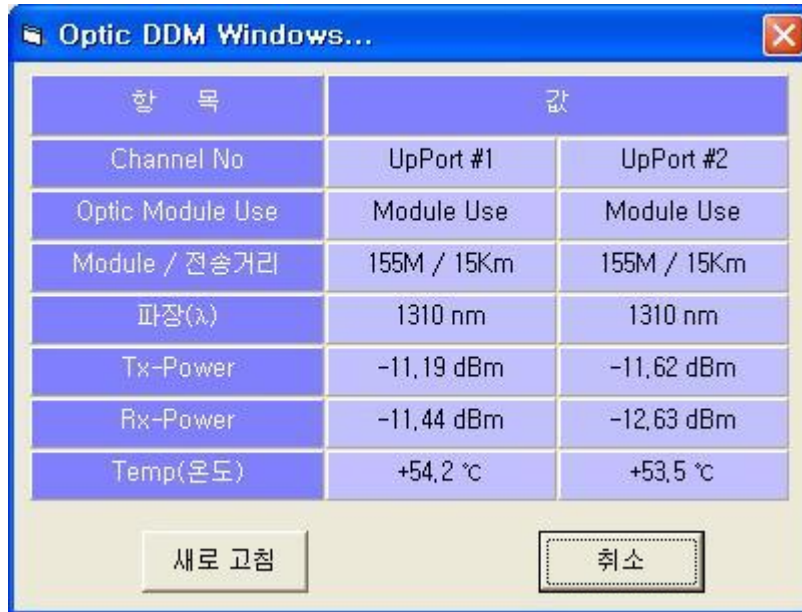 Optic DDM Windows...
항 목 값
Channel No UpPort #1 UpPort #2
Optic Module Use Module Use Module Use
Module / 전송거리 155M / 15Km 155M / 15Km
파장(λ) 1310 nm 1310 nm
Tx-Power -11,19 dBm -11,62 dBm
Rx-Power -11,44 dBm -12,63 dBm
Temp(온도) +54,2 ℃ +53,5 ℃
새로 고침 취소